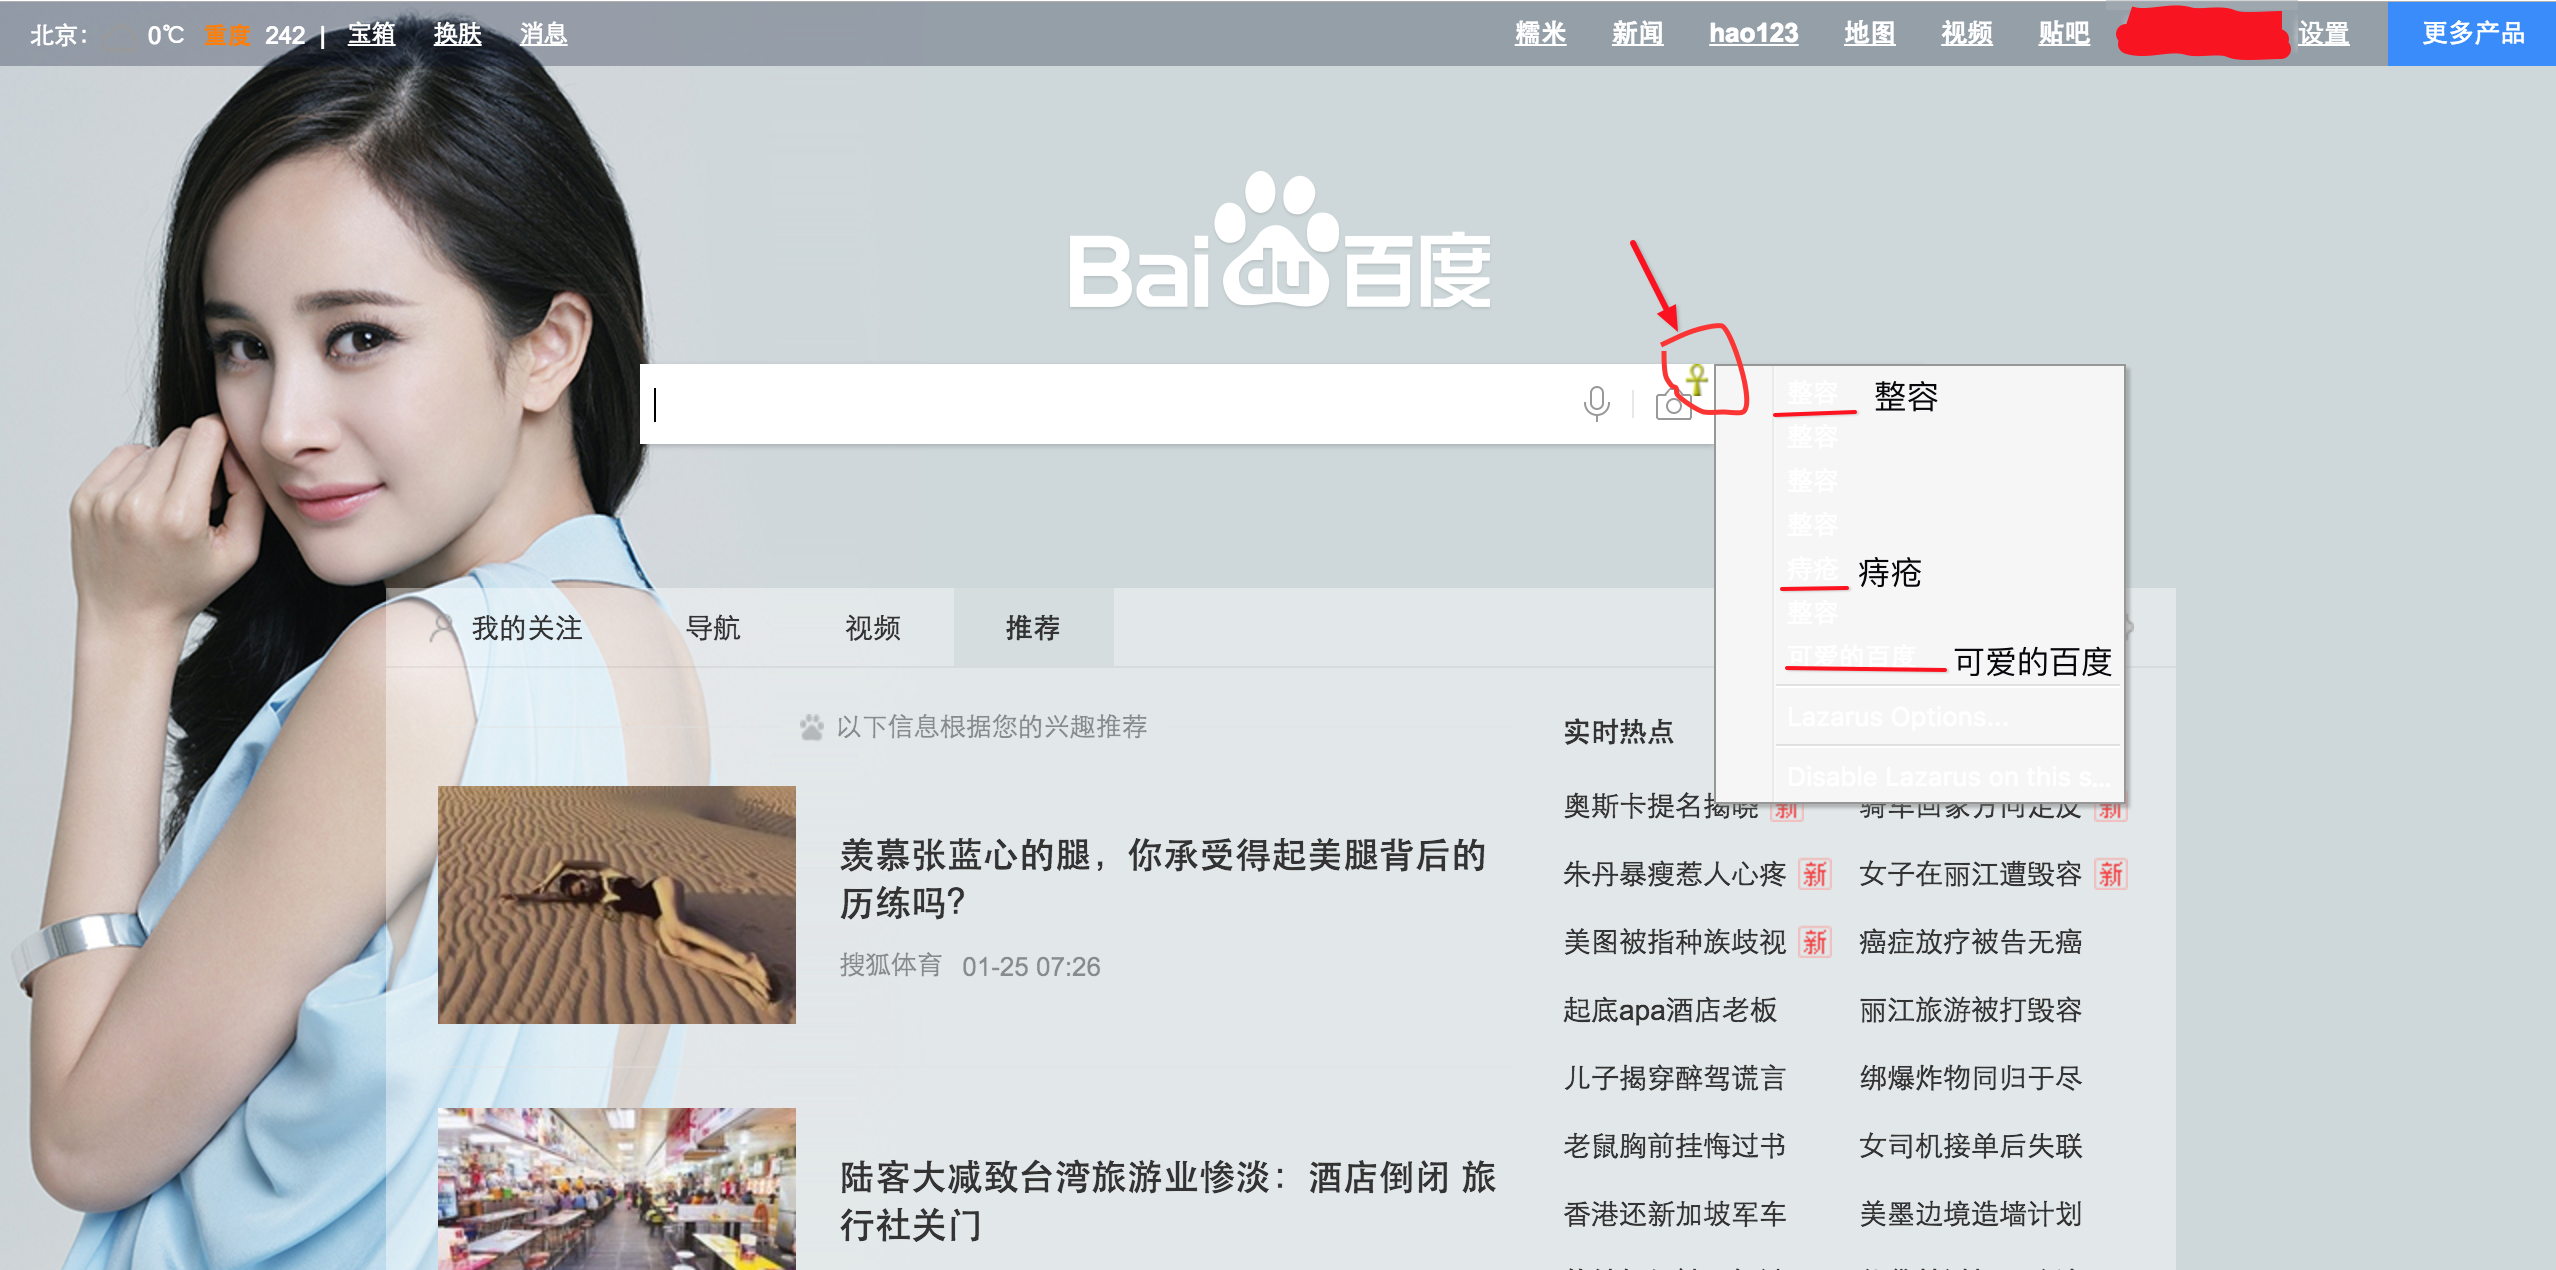 北京： 0℃ 重度 242 | 宝箱 换肤 消息
糯米 新闻 hao123 地图 视频 贴吧 设置 更多产品
Bai du 百度
整容 整容
整容
整容
整容
痔疮 痔疮
整容
可爱的百度 可爱的百度
Lazarus Options...
Disable Lazarus on this s...
我的关注 导航 视频 推荐
以下信息根据您的兴趣推荐
羡慕张蓝心的腿，你承受得起美腿背后的
历练吗？
搜狐体育 01-25 07:26
陆客大减致台湾旅游业惨淡：酒店倒闭 旅
行社关门
实时热点
奥斯卡提名揭晓 新 骑车回家方向走反 新
朱丹暴瘦惹人心疼 新 女子在丽江遭毁容 新
美图被指种族歧视 新 癌症放疗被告无癌
起底apa酒店老板 丽江旅游被打毁容
儿子揭穿醉驾谎言 绑爆炸物同归于尽
老鼠胸前挂悔过书 女司机接单后失联
香港还新加坡军车 美墨边境造墙计划